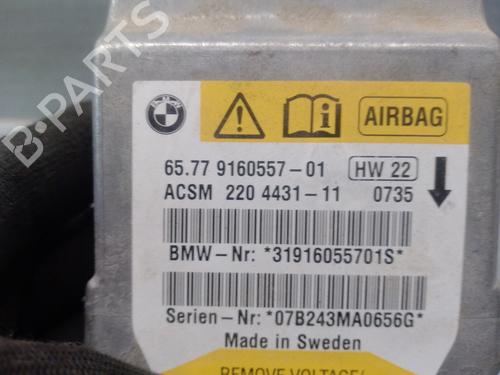 B-PARTS
BMW
AIRBAG
65.77 9160557-01 HW 22
ACSM 220 4431-11 0735
BMW-Nr: *31916055701S*
Serien-Nr: *07B243MA0656G*
Made in Sweden
REMOVE VOLTAGE/